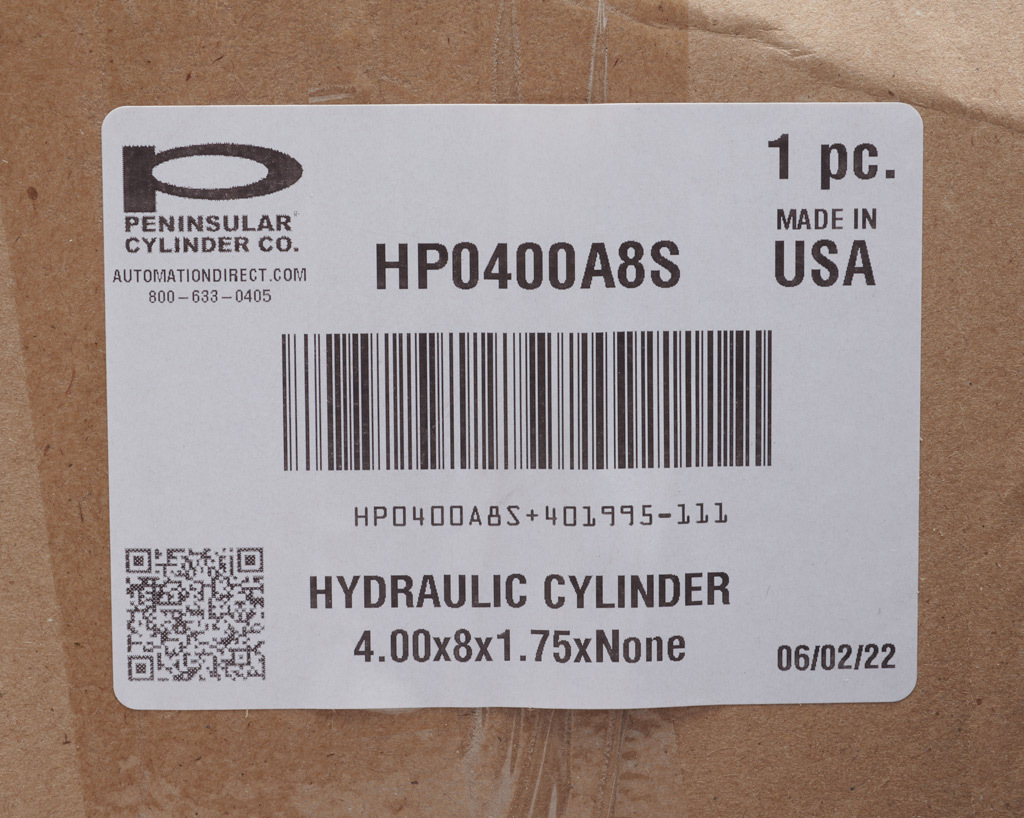 PENINSULAR
CYLINDER CO.
AUTOMATIONDIRECT.COM
800-633-0405
HP0400A8S
1 pc.
MADE IN
USA
HP0400A8S+401995-111
HYDRAULIC CYLINDER
4.00x8x1.75xNone
06/02/22